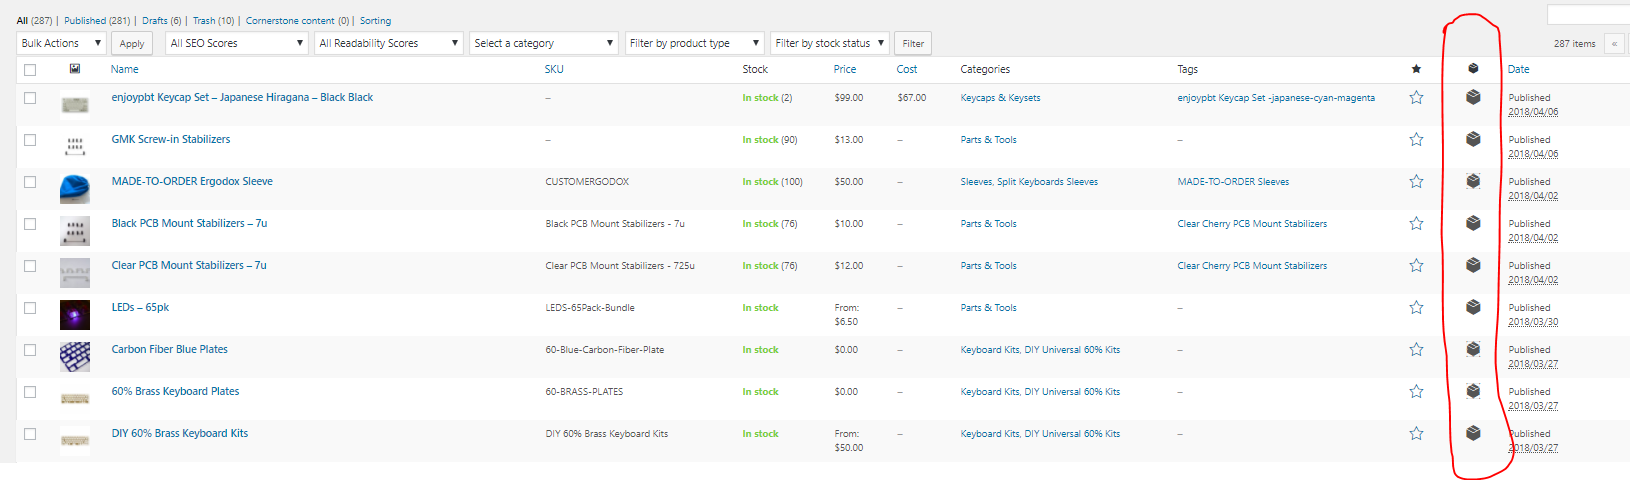 All (287) | Published (281) | Drafts (6) | Trash (10) | Cornerstone content (0) | Sorting
Bulk Actions Apply All SEO Scores All Readability Scores Select a category Filter by product type Filter by stock status Filter 287 items «
Name SKU Stock Price Cost Categories Tags Date
enjoypbt Keycap Set – Japanese Hiragana – Black Black – In stock (2) $99.00 $67.00 Keycaps & Keysets enjoypbt Keycap Set -japanese-cyan-magenta Published
2018/04/06
GMK Screw-in Stabilizers – In stock (90) $13.00 – Parts & Tools – Published
2018/04/06
MADE-TO-ORDER Ergodox Sleeve CUSTOMERGODOX In stock (100) $50.00 – Sleeves, Split Keyboards Sleeves MADE-TO-ORDER Sleeves Published
2018/04/02
Black PCB Mount Stabilizers – 7u Black PCB Mount Stabilizers - 7u In stock (76) $10.00 – Parts & Tools Clear Cherry PCB Mount Stabilizers Published
2018/04/02
Clear PCB Mount Stabilizers – 7u Clear PCB Mount Stabilizers - 725u In stock (76) $12.00 – Parts & Tools Clear Cherry PCB Mount Stabilizers Published
2018/04/02
LEDs – 65pk LEDS-65Pack-Bundle In stock From: – Parts & Tools – Published
$6.50 2018/03/30
Carbon Fiber Blue Plates 60-Blue-Carbon-Fiber-Plate In stock $0.00 – Keyboard Kits, DIY Universal 60% Kits – Published
2018/03/27
60% Brass Keyboard Plates 60-BRASS-PLATES In stock $0.00 – Keyboard Kits, DIY Universal 60% Kits – Published
2018/03/27
DIY 60% Brass Keyboard Kits DIY 60% Brass Keyboard Kits In stock From: – Keyboard Kits, DIY Universal 60% Kits – Published
$50.00 2018/03/27